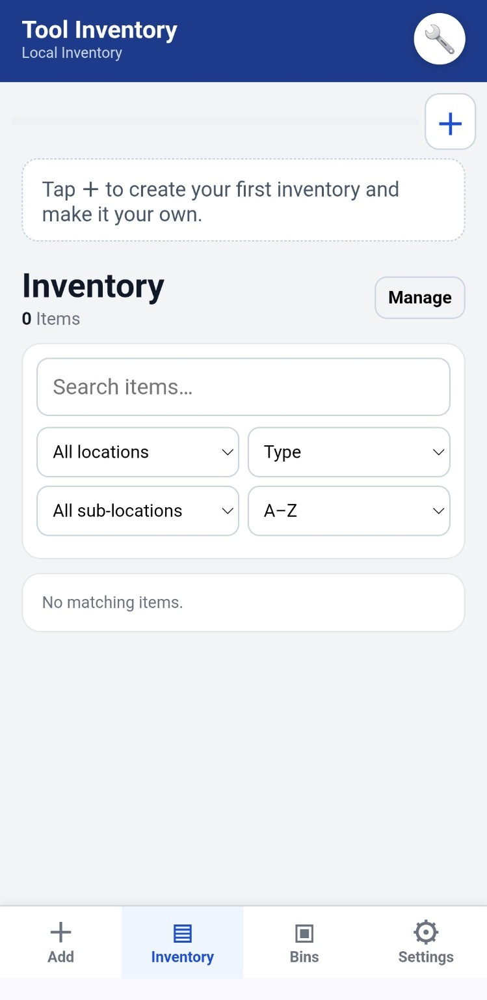 Tool Inventory
Local Inventory
Tap + to create your first inventory and
make it your own.
Inventory
0 Items
Manage
Search items…
All locations
Type
All sub-locations
A–Z
No matching items.
Add
Inventory
Bins
Settings